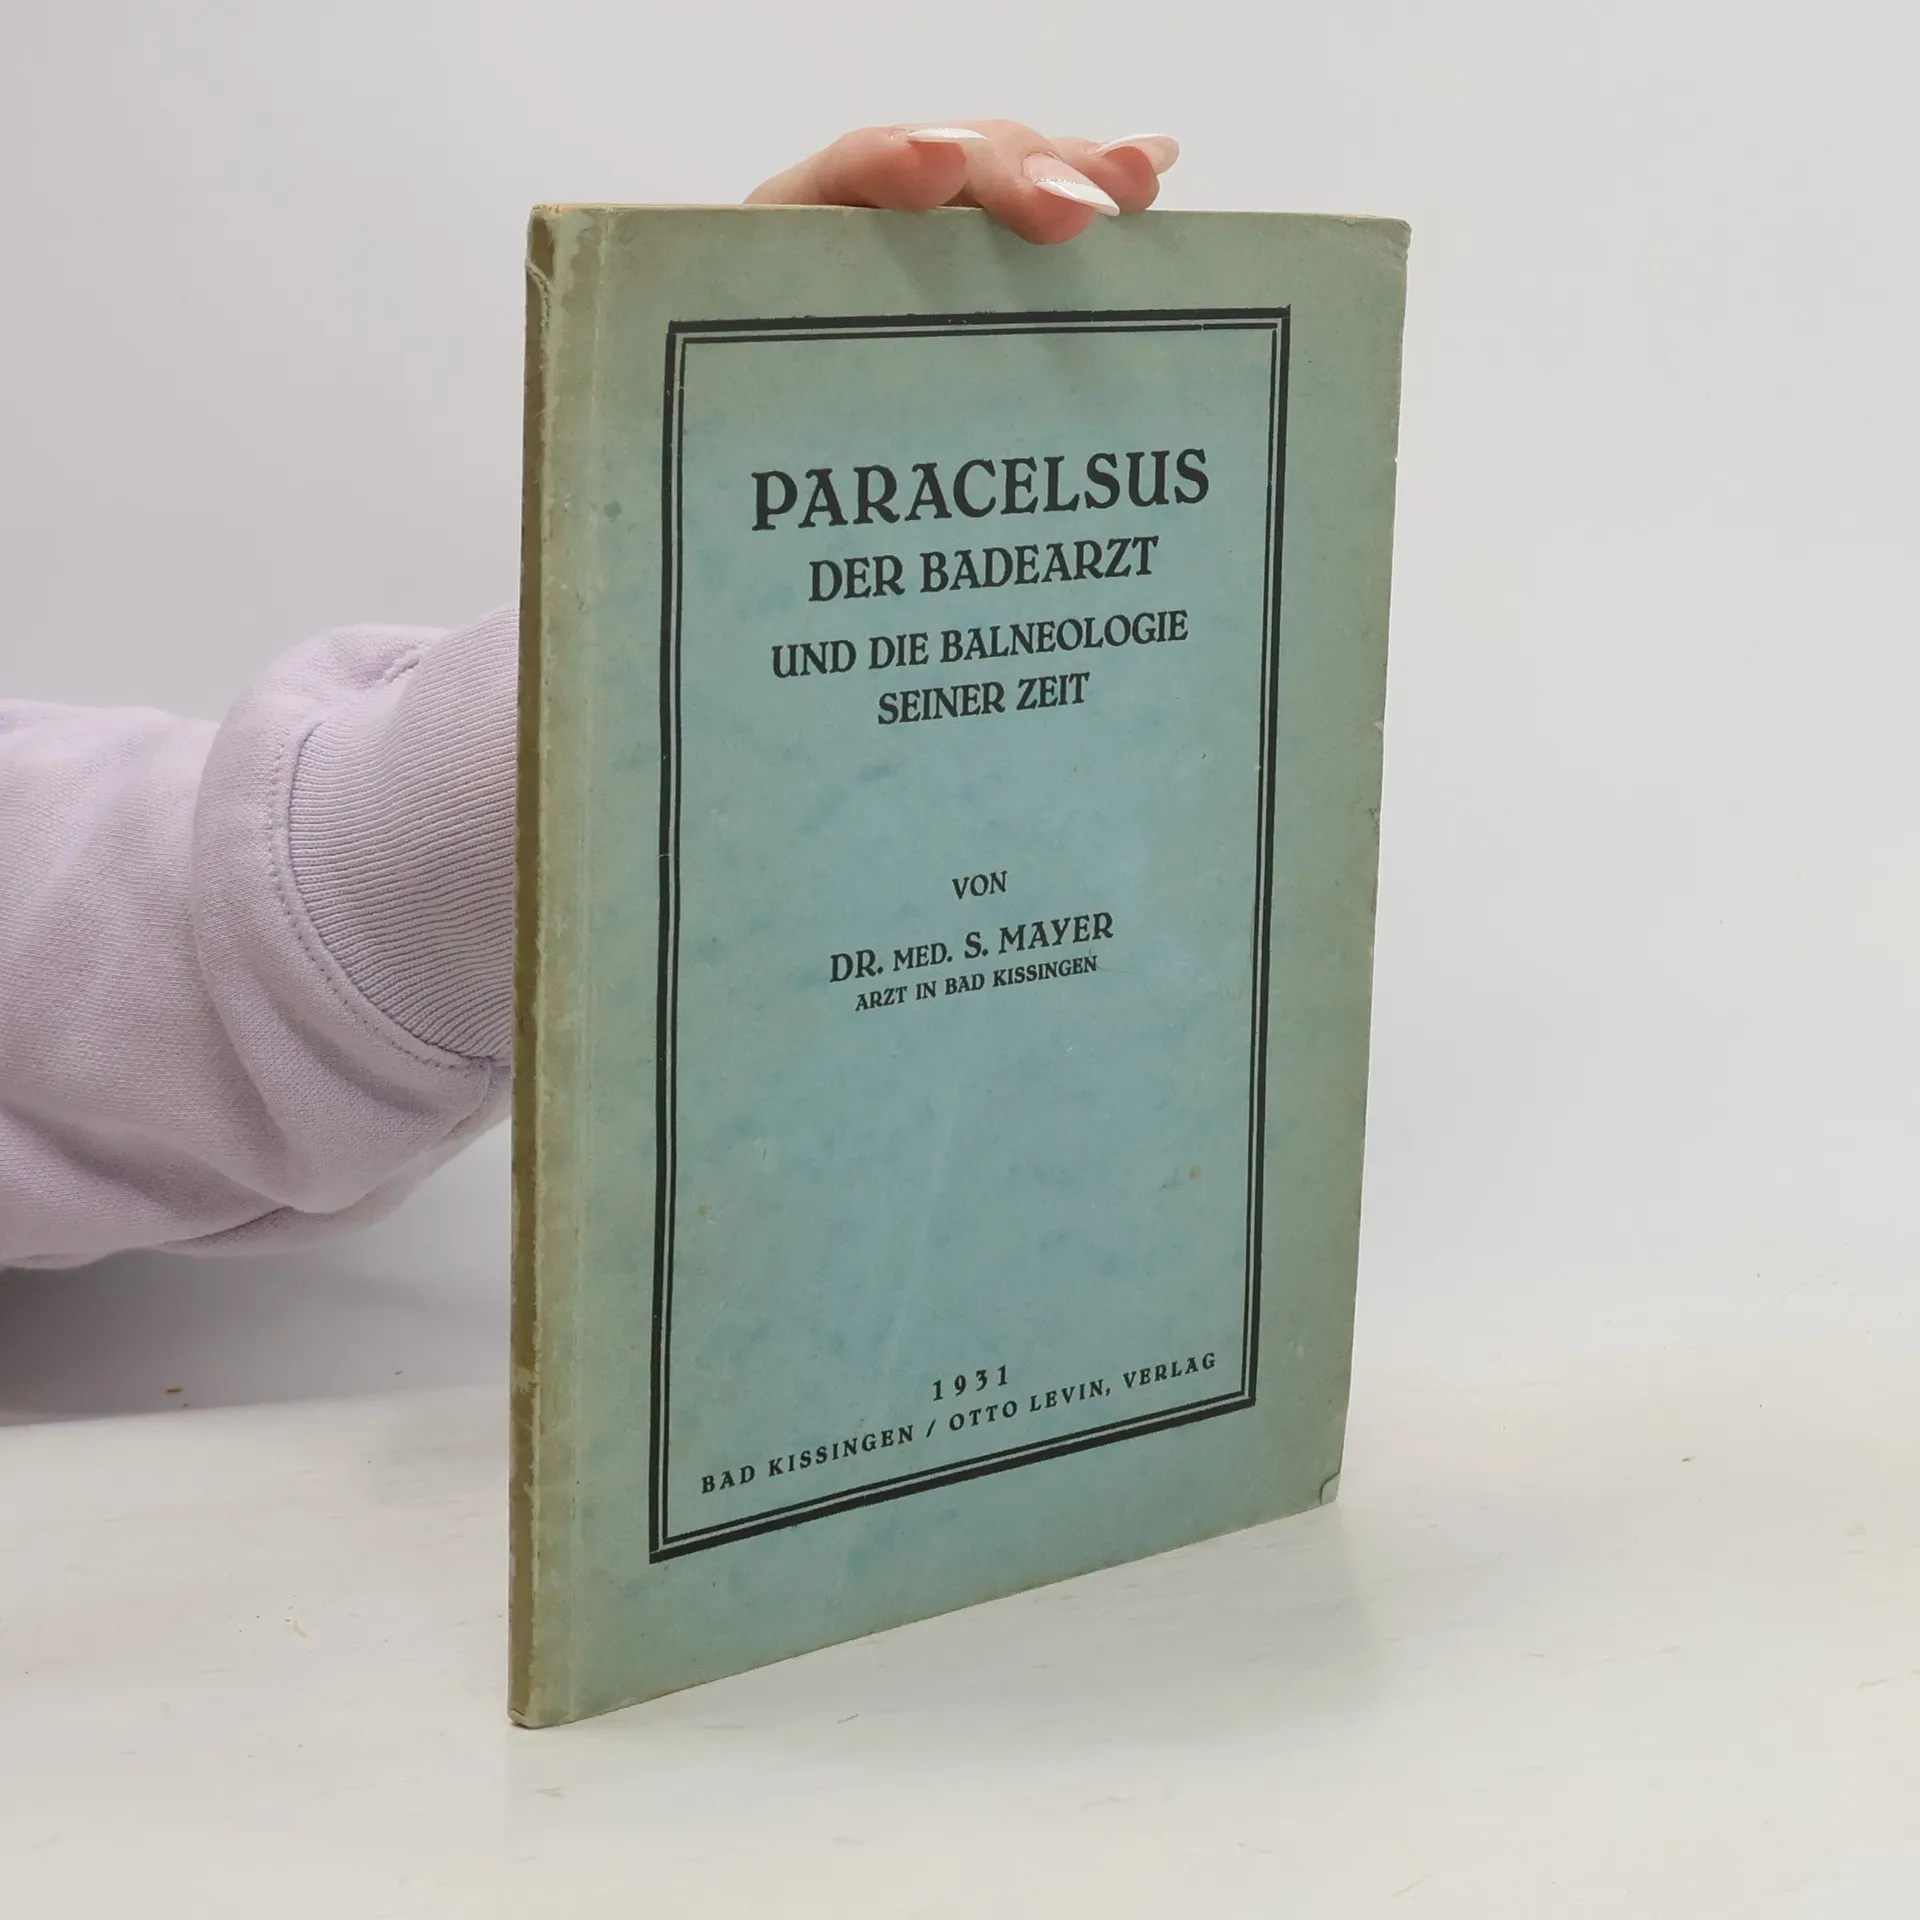 PARACELSUS
DER BADEARZT
UND DIE BALNEOLOGIE
SEINER ZEIT
VON
DR. MED. S. MAYER
ARZT IN BAD KISSINGEN
1931
BAD KISSINGEN / OTTO LEVIN, VERLAG